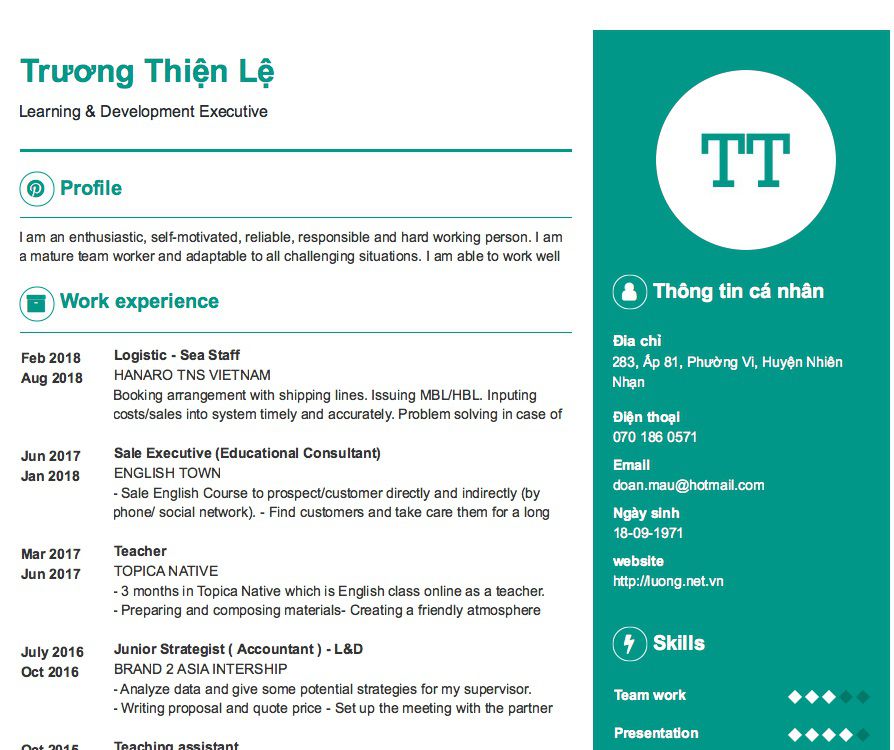 Trương Thiện Lệ
Learning & Development Executive
Profile
I am an enthusiastic, self-motivated, reliable, responsible and hard working person. I am
a mature team worker and adaptable to all challenging situations. I am able to work well
Work experience
Feb 2018
Aug 2018
Logistic - Sea Staff
HANARO TNS VIETNAM
Booking arrangement with shipping lines. Issuing MBL/HBL. Inputing
costs/sales into system timely and accurately. Problem solving in case of
Jun 2017
Jan 2018
Sale Executive (Educational Consultant)
ENGLISH TOWN
- Sale English Course to prospect/customer directly and indirectly (by
phone/ social network). - Find customers and take care them for a long
Mar 2017
Jun 2017
Teacher
TOPICA NATIVE
- 3 months in Topica Native which is English class online as a teacher.
- Preparing and composing materials- Creating a friendly atmosphere
July 2016
Oct 2016
Junior Strategist ( Accountant ) - L&D
BRAND 2 ASIA INTERSHIP
- Analyze data and give some potential strategies for my supervisor.
- Writing proposal and quote price - Set up the meeting with the partner
Oct 2015
Teaching assistant
TT
Thông tin cá nhân
Đia chỉ
283, Ấp 81, Phường Vi, Huyện Nhiên
Nhạn
Điện thoại
070 186 0571
Email
doan.mau@hotmail.com
Ngày sinh
18-09-1971
website
http://luong.net.vn
Skills
Team work
Presentation